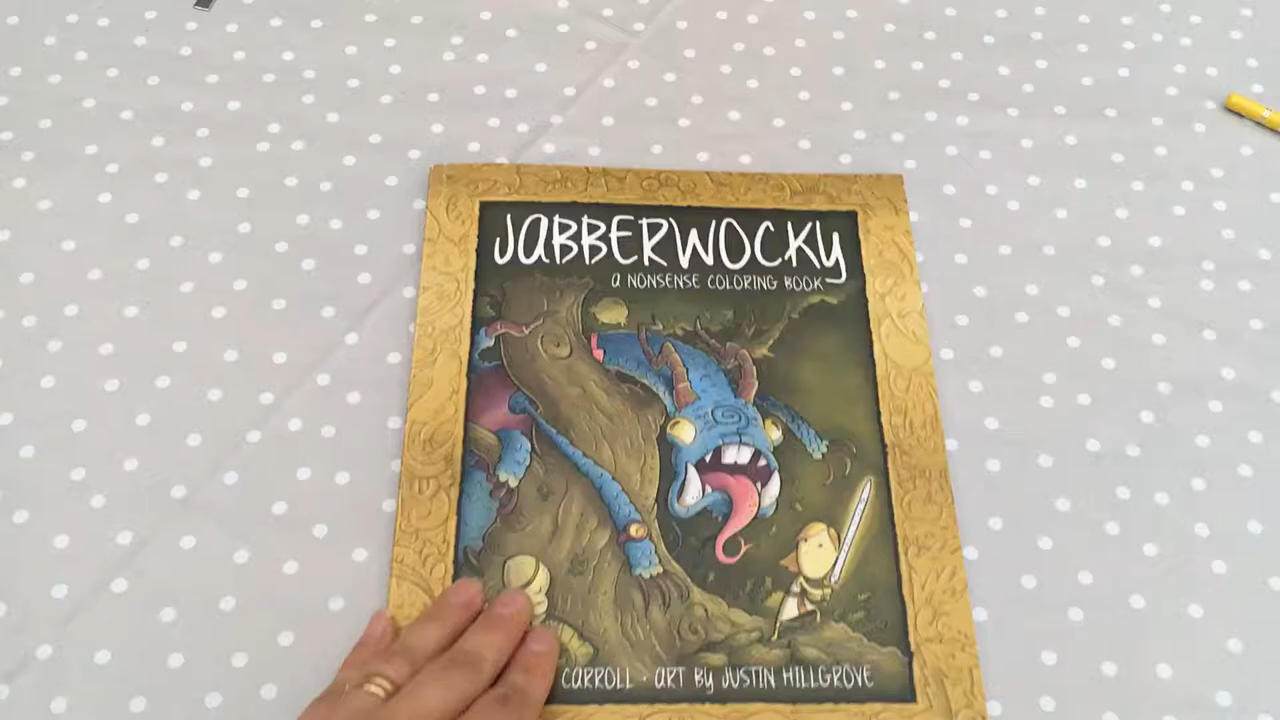 JABBERWOCKY
A NONSENSE COLORING BOOK
CARROLL · ART BY JUSTIN HILLGROVE